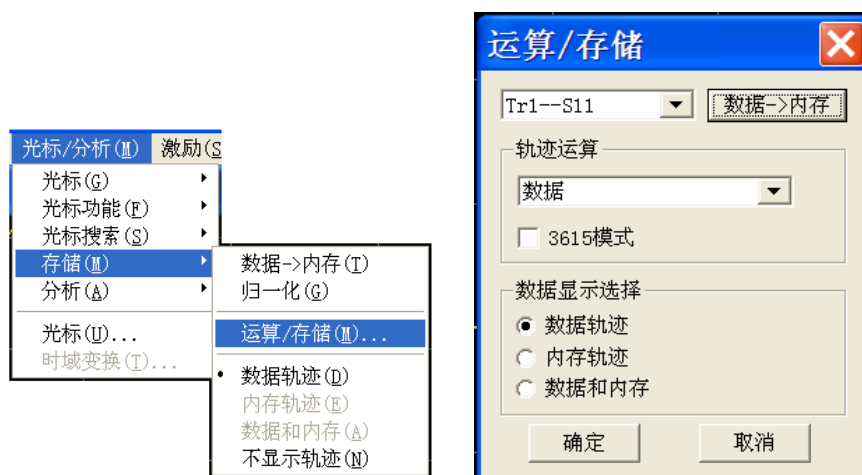 光标/分析(M) 激励(S
光标(G)
光标功能(F)
光标搜索(S)
存储(M)
分析(A)
光标(U)...
时域变换(T)...
数据->内存(T)
归一化(G)
运算/存储(M)...
数据轨迹(D)
内存轨迹(E)
数据和内存(A)
不显示轨迹(N)
运算/存储
Tr1--S11 数据->内存
轨迹运算
数据
3615模式
数据显示选择
数据轨迹
内存轨迹
数据和内存
确定 取消